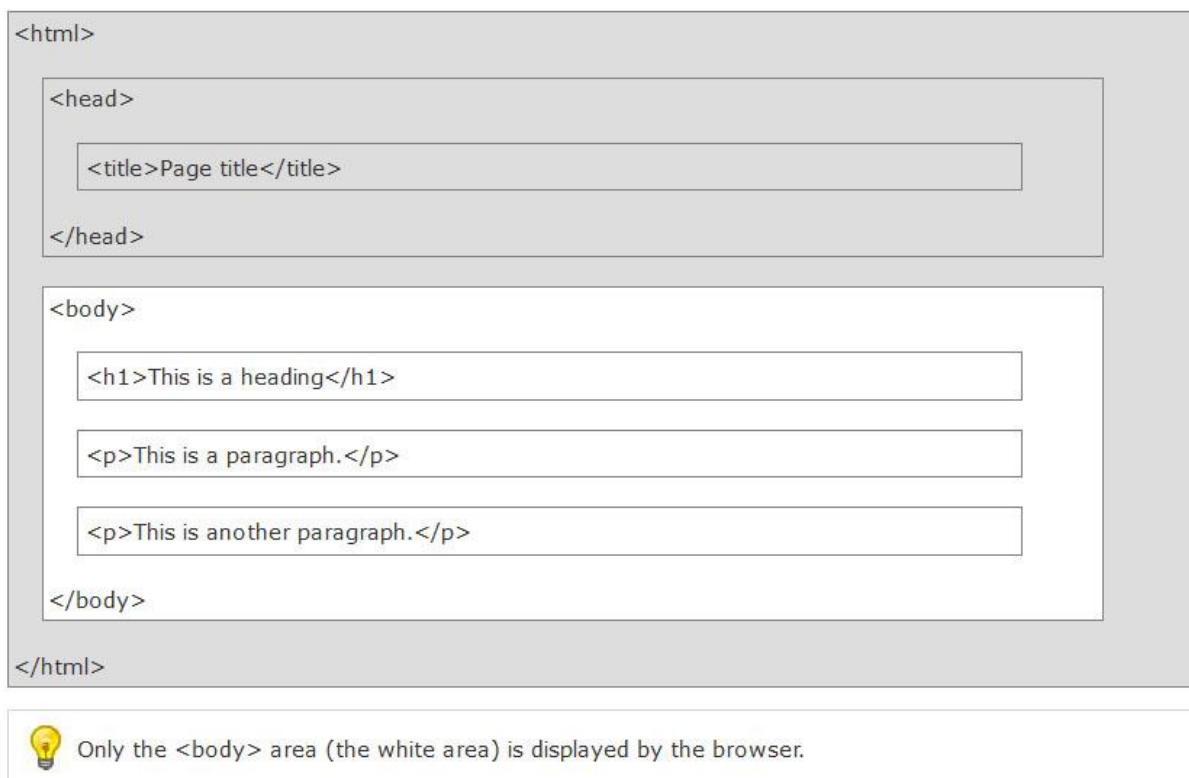 <html>
<head>
<title>Page title</title>
</head>
<body>
<h1>This is a heading</h1>
<p>This is a paragraph.</p>
<p>This is another paragraph.</p>
</body>
</html>
Only the <body> area (the white area) is displayed by the browser.